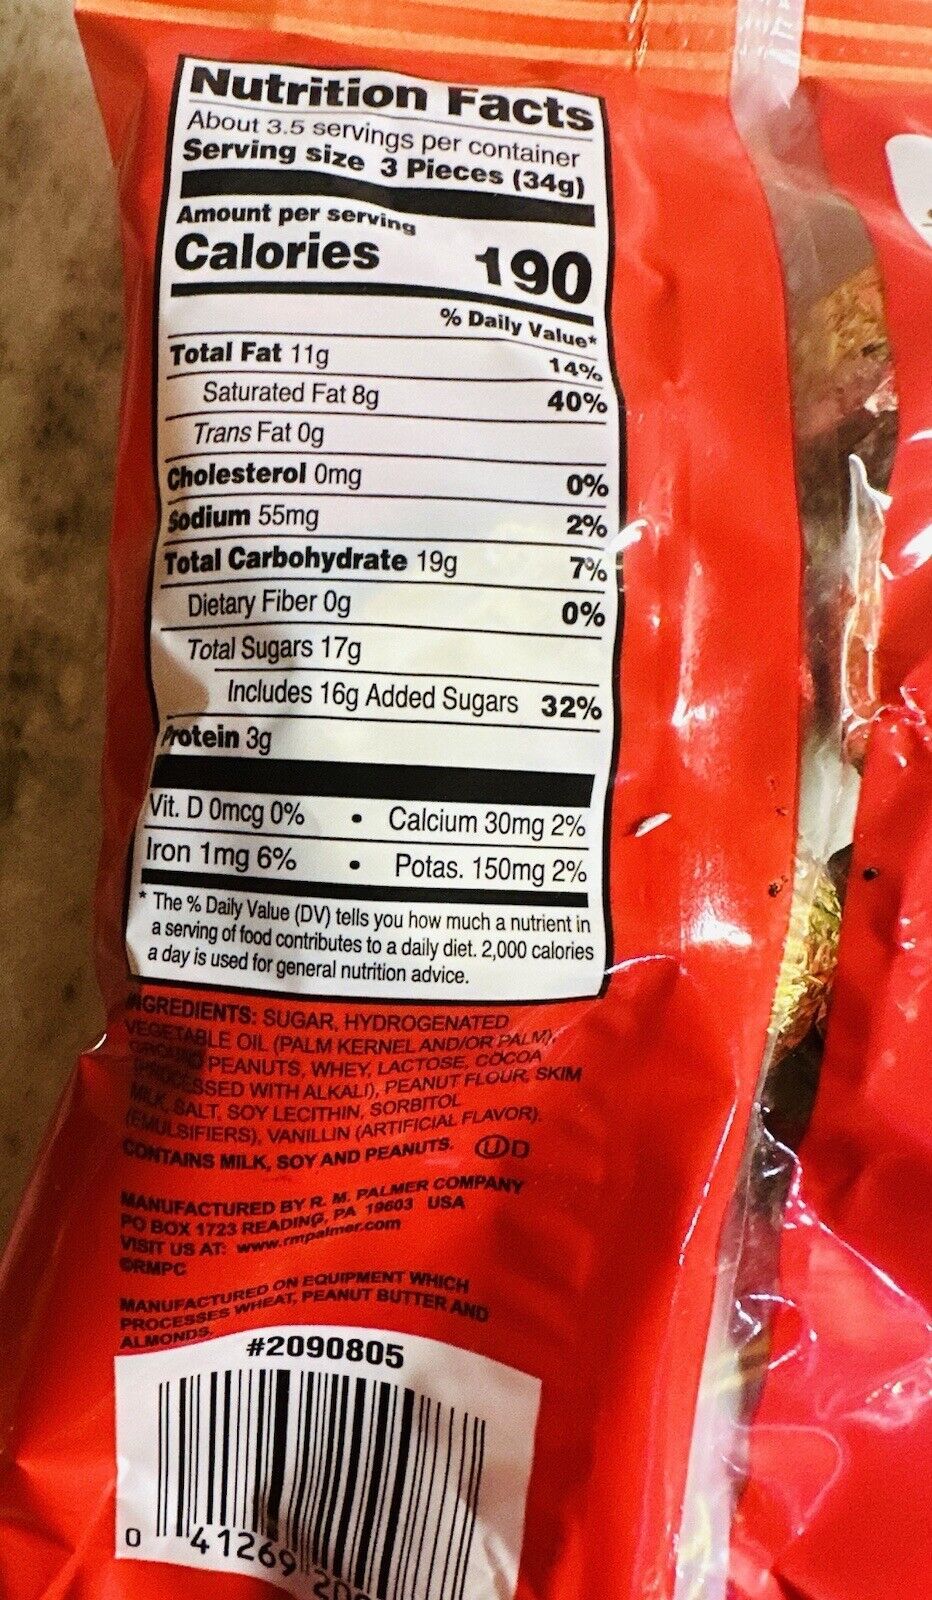 Nutrition Facts
About 3.5 servings per container
Serving size 3 Pieces (34g)
Amount per serving
Calories 190
% Daily Value*
Total Fat 11g 14%
Saturated Fat 8g 40%
Trans Fat 0g
Cholesterol 0mg 0%
Sodium 55mg 2%
Total Carbohydrate 19g 7%
Dietary Fiber 0g 0%
Total Sugars 17g
Includes 16g Added Sugars 32%
Protein 3g
Vit. D 0mcg 0% • Calcium 30mg 2%
Iron 1mg 6% • Potas. 150mg 2%
* The % Daily Value (DV) tells you how much a nutrient in
a serving of food contributes to a daily diet. 2,000 calories
a day is used for general nutrition advice.
INGREDIENTS: SUGAR, HYDROGENATED
VEGETABLE OIL (PALM KERNEL AND/OR PALM),
GROUND PEANUTS, WHEY, LACTOSE, COCOA
(PROCESSED WITH ALKALI), PEANUT FLOUR, SKIM
MILK, SALT, SOY LECITHIN, SORBITOL
(EMULSIFIERS), VANILLIN (ARTIFICIAL FLAVOR).
CONTAINS MILK, SOY AND PEANUTS. U D
MANUFACTURED BY R. M. PALMER COMPANY
PO BOX 1723 READING, PA 19603 USA
VISIT US AT: www.rmpalmer.com
©RMPC
MANUFACTURED ON EQUIPMENT WHICH
PROCESSES WHEAT, PEANUT BUTTER AND
ALMONDS.
#2090805
0 41269